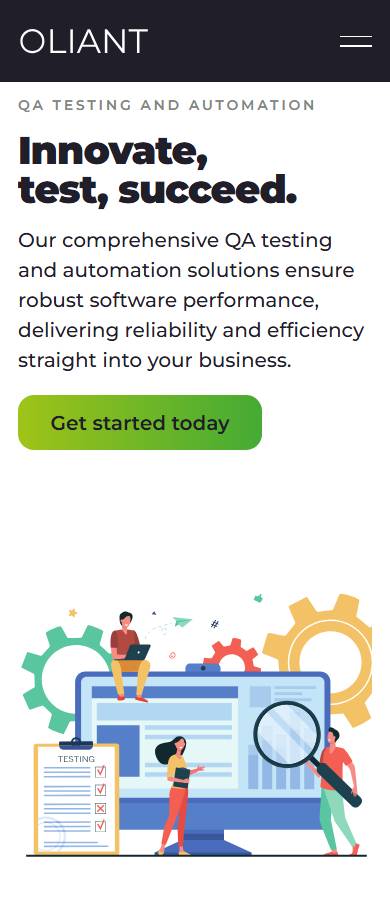 OLIANT
QA TESTING AND AUTOMATION
Innovate,
test, succeed.
Our comprehensive QA testing
and automation solutions ensure
robust software performance,
delivering reliability and efficiency
straight into your business.
Get started today
#
TESTING